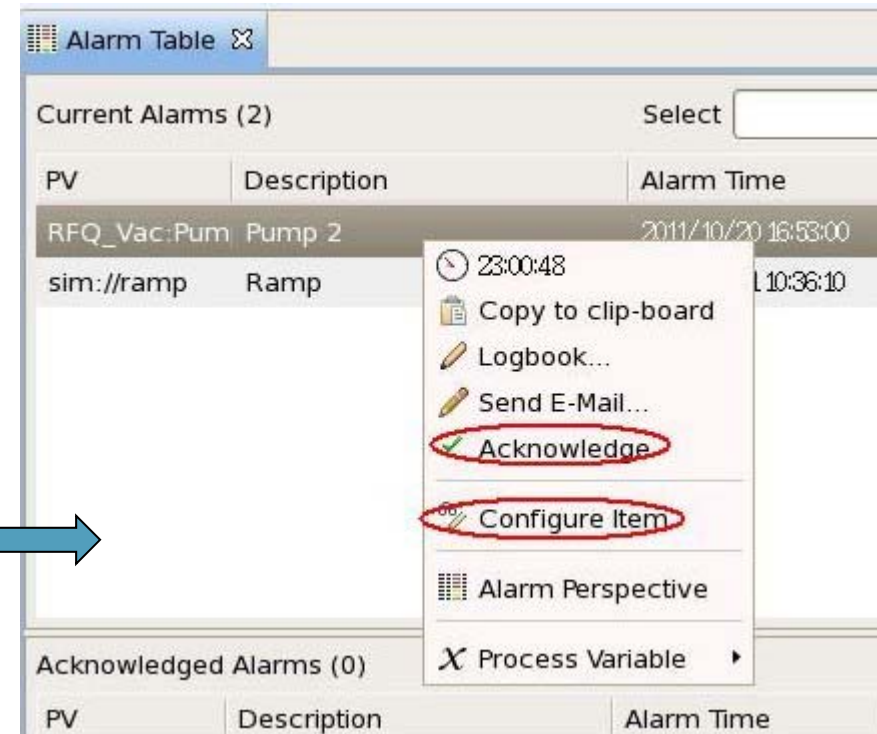 Alarm Table
Current Alarms (2) Select
PV Description Alarm Time
RFQ_Vac:Pum Pump 2 2011/10/20 16:53:00
sim://ramp Ramp 10:36:10
23:00:48
Copy to clip-board
Logbook...
Send E-Mail...
Acknowledge
Configure Item
Alarm Perspective
Process Variable
Acknowledged Alarms (0)
PV Description Alarm Time